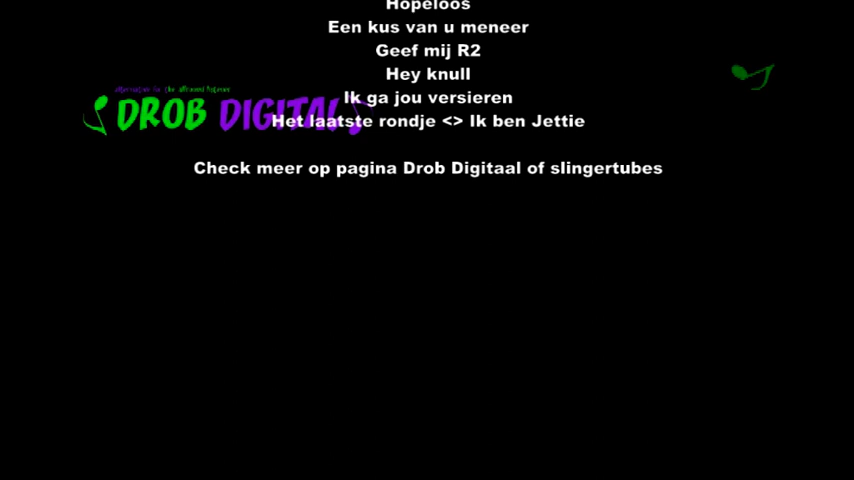 Hopeloos
Een kus van u meneer
Geef mij R2
Hey knull
Ik ga jou versieren
DROB DIGITAL
Het laatste rondje <> Ik ben Jettie
Check meer op pagina Drob Digitaal of slingertubes